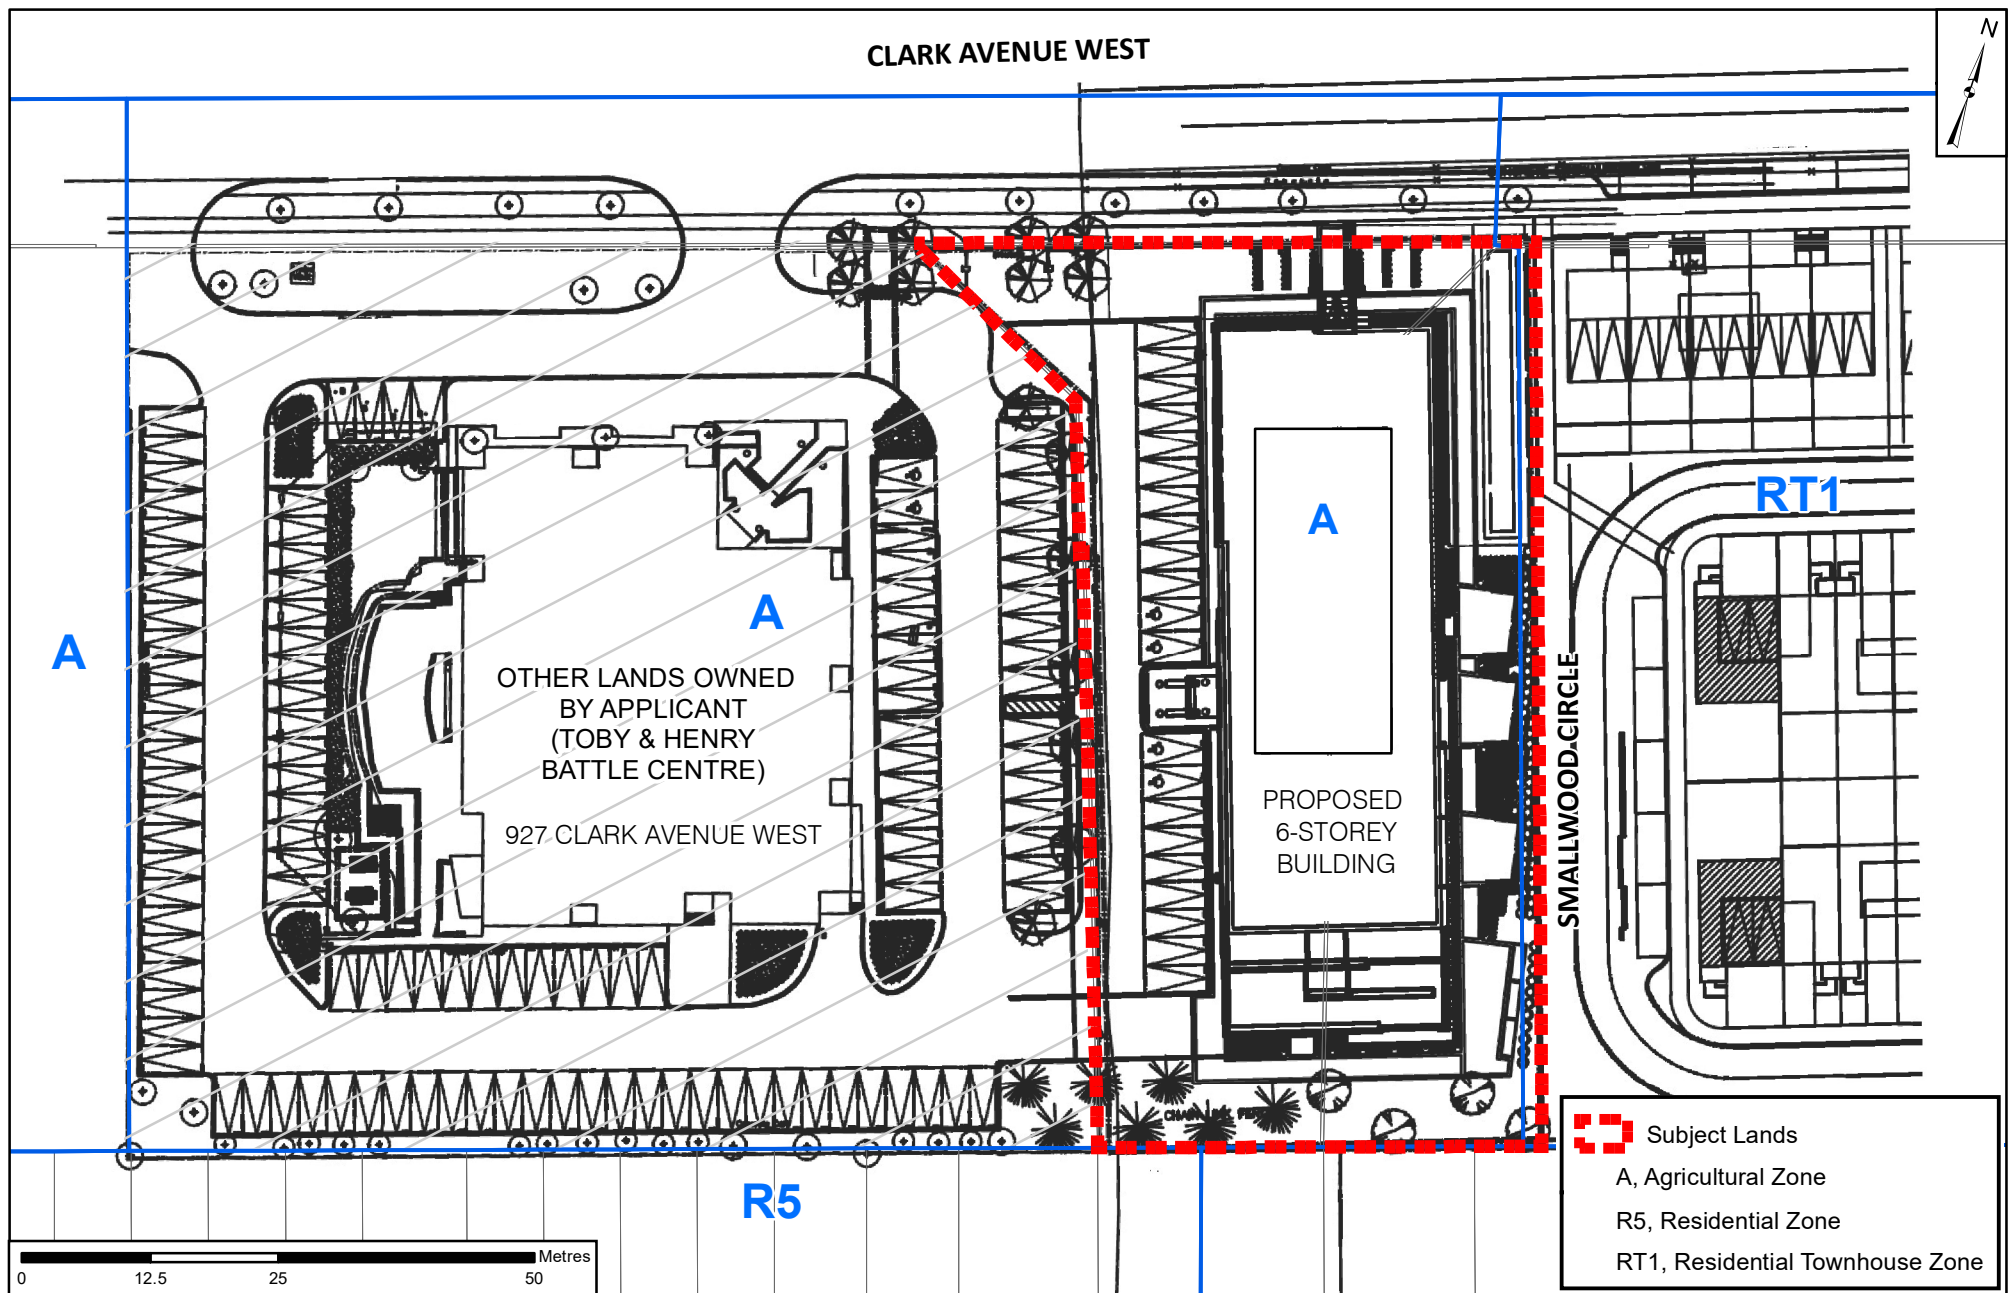 CLARK AVENUE WEST
N
A
A
A
RT1
OTHER LANDS OWNED
BY APPLICANT
(TOBY & HENRY
BATTLE CENTRE)
927 CLARK AVENUE WEST
PROPOSED
6-STOREY
BUILDING
SMALLWOOD CIRCLE
R5
Subject Lands
A, Agricultural Zone
R5, Residential Zone
RT1, Residential Townhouse Zone
Metres
0 12.5 25 50